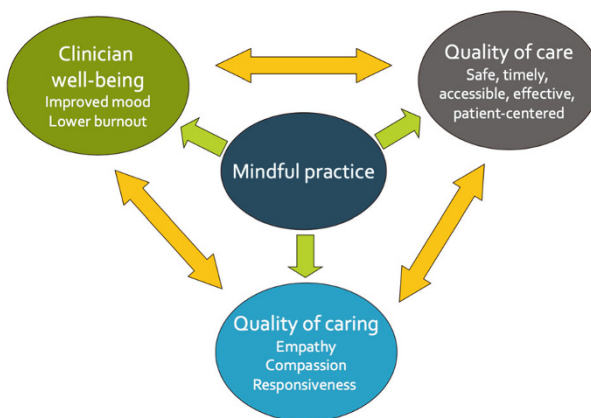 Clinician
well-being
Improved mood
Lower burnout
Quality of care
Safe, timely,
accessible, effective,
patient-centered
Mindful practice
Quality of caring
Empathy
Compassion
Responsiveness